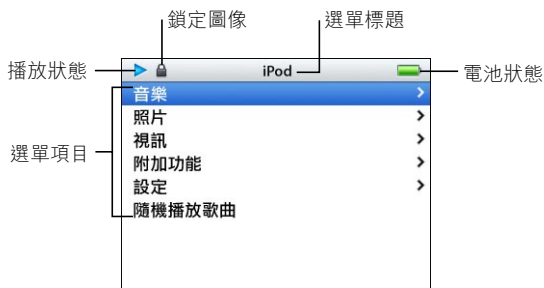 鎖定圖像
選單標題
播放狀態
iPod
電池狀態
音樂
照片
視訊
選單項目
附加功能
設定
隨機播放歌曲